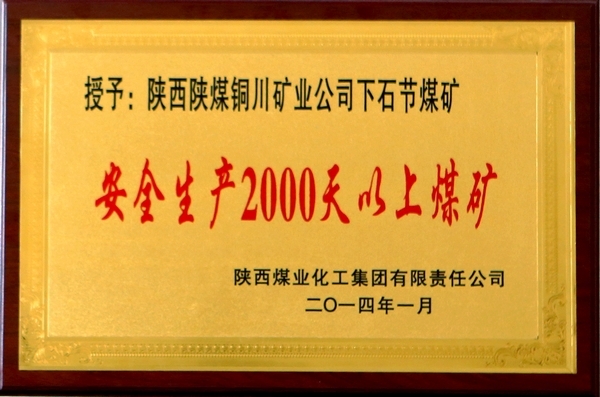 授予：陕西陕煤铜川矿业公司下石节煤矿
安全生产2000天以上煤矿
陕西煤业化工集团有限责任公司
二〇一四年一月